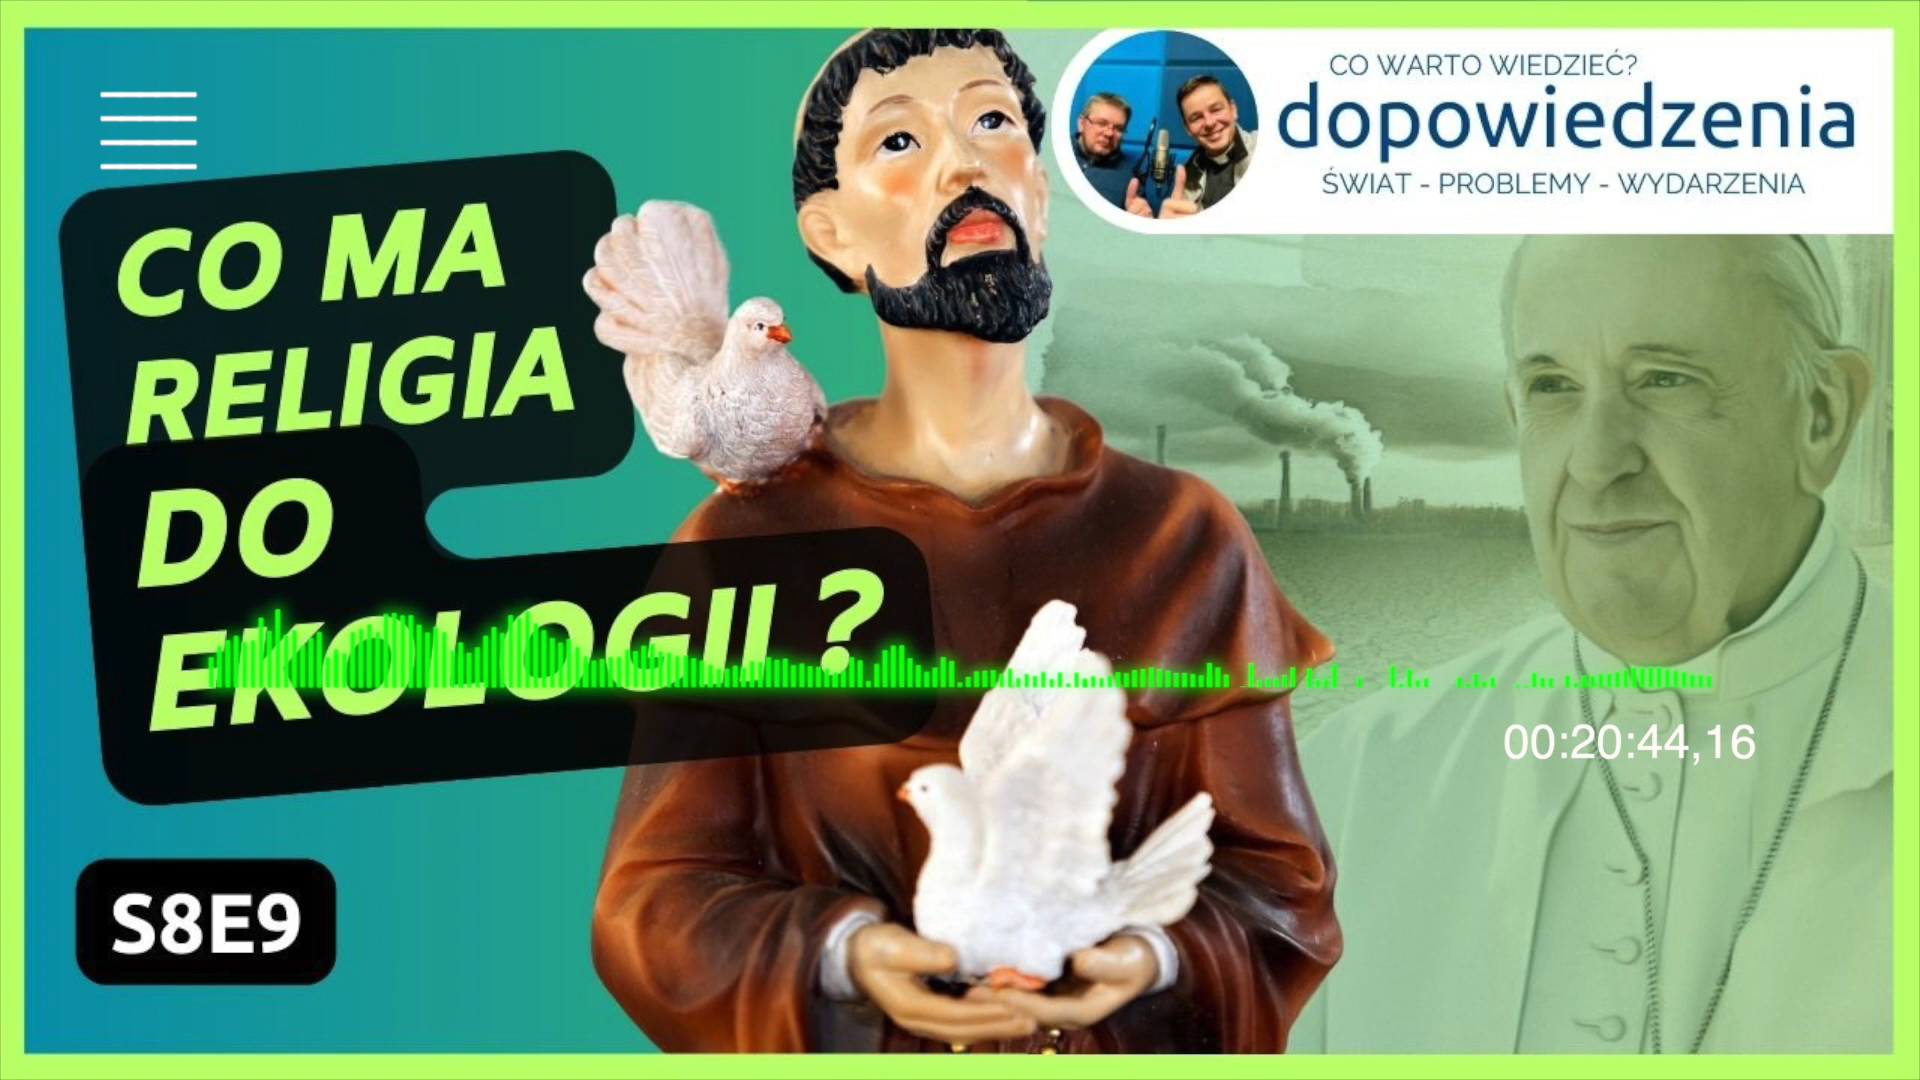 CO WARTO WIEDZIEĆ?
dopowiedzenia
ŚWIAT - PROBLEMY - WYDARZENIA
CO MA
RELIGIA
DO
EKOLOGII ?
00:20:44,16
S8E9